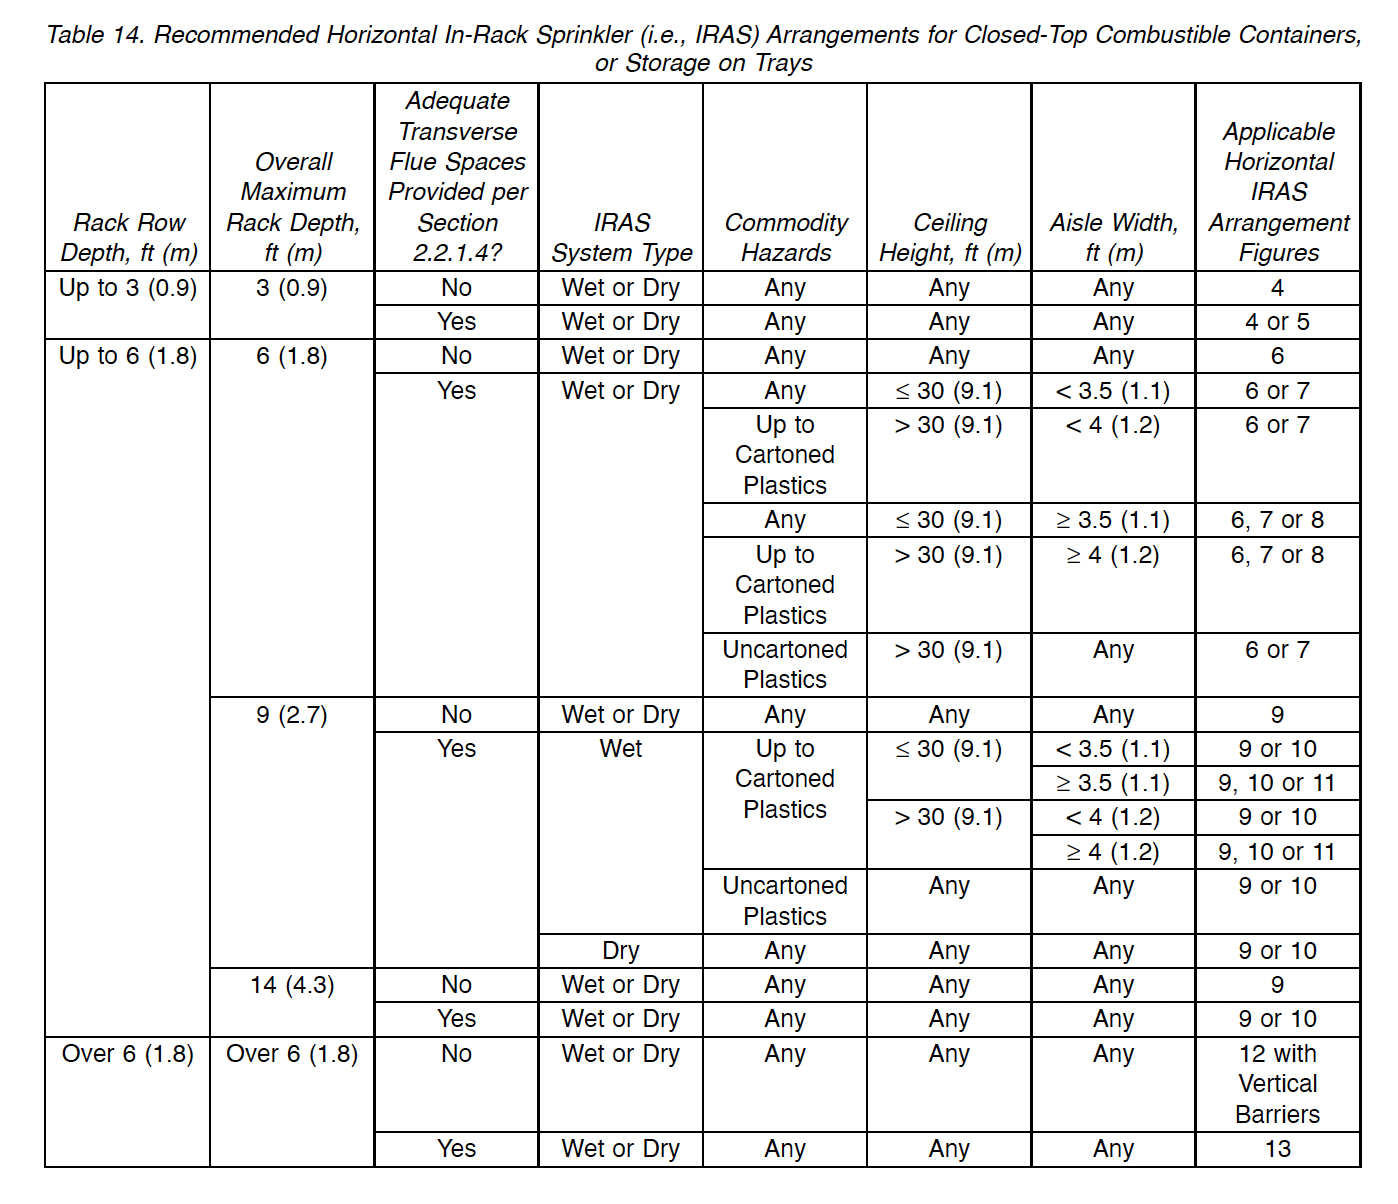 Table 14. Recommended Horizontal In-Rack Sprinkler (i.e., IRAS) Arrangements for Closed-Top Combustible Containers,
or Storage on Trays
Rack Row Depth, ft (m) | Overall Maximum Rack Depth, ft (m) | Adequate Transverse Flue Spaces Provided per Section 2.2.1.4? | IRAS System Type | Commodity Hazards | Ceiling Height, ft (m) | Aisle Width, ft (m) | Applicable Horizontal IRAS Arrangement Figures
Up to 3 (0.9) | 3 (0.9) | No | Wet or Dry | Any | Any | Any | 4
Yes | Wet or Dry | Any | Any | Any | 4 or 5
Up to 6 (1.8) | 6 (1.8) | No | Wet or Dry | Any | Any | Any | 6
Yes | Wet or Dry | Any | ≤ 30 (9.1) | < 3.5 (1.1) | 6 or 7
Up to Cartoned Plastics | > 30 (9.1) | < 4 (1.2) | 6 or 7
Any | ≤ 30 (9.1) | ≥ 3.5 (1.1) | 6, 7 or 8
Up to Cartoned Plastics | > 30 (9.1) | ≥ 4 (1.2) | 6, 7 or 8
Uncartoned Plastics | > 30 (9.1) | Any | 6 or 7
9 (2.7) | No | Wet or Dry | Any | Any | Any | 9
Yes | Wet | Up to Cartoned Plastics | ≤ 30 (9.1) | < 3.5 (1.1) | 9 or 10
≥ 3.5 (1.1) | 9, 10 or 11
> 30 (9.1) | < 4 (1.2) | 9 or 10
≥ 4 (1.2) | 9, 10 or 11
Uncartoned Plastics | Any | Any | 9 or 10
Dry | Any | Any | Any | 9 or 10
14 (4.3) | No | Wet or Dry | Any | Any | Any | 9
Yes | Wet or Dry | Any | Any | Any | 9 or 10
Over 6 (1.8) | Over 6 (1.8) | No | Wet or Dry | Any | Any | Any | 12 with Vertical Barriers
Yes | Wet or Dry | Any | Any | Any | 13